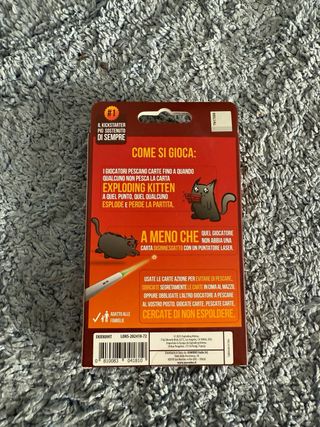 #1
IL KICKSTARTER
PIÙ SOSTENUTO
DI SEMPRE
COME SI GIOCA:
I GIOCATORI PESCANO CARTE FINO A QUANDO
QUALCUNO NON PESCA LA CARTA
EXPLODING KITTEN
A QUEL PUNTO, QUEL QUALCUNO
ESPLODE E PERDE LA PARTITA.
A MENO CHE
QUEL GIOCATORE
NON ABBIA UNA
CARTA DISINNESCATTO CON UN PUNTATORE LASER.
USATE LE CARTE AZIONE PER EVITARE DI PESCARE,
SBIRCIATE SEGRETAMENTE LE CARTE IN CIMA AL MAZZO,
OPPURE OBBLIGATE L'ALTRO GIOCATORE A PESCARE
AL VOSTRO POSTO. GIOCATE CARTE, PESCATE CARTE,
CERCATE DI NON ESPLODERE.
ADATTO ALLE
FAMIGLIE
LONS-202410-72